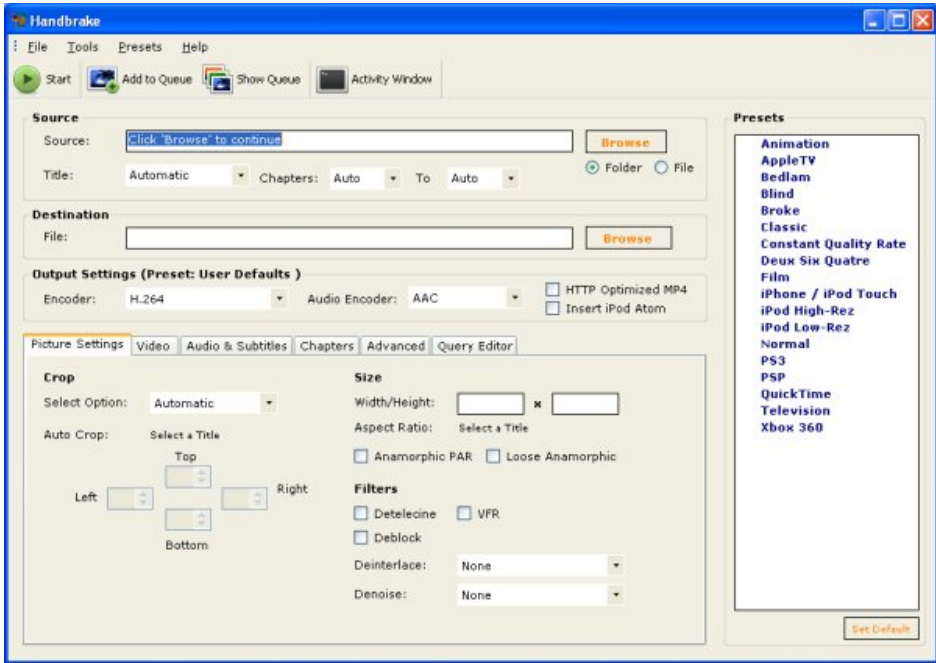 Handbrake
File Tools Presets Help
Start Add to Queue Show Queue Activity Window
Source
Source: Click 'Browse' to continue Browse
Title: Automatic Chapters: Auto To Auto Folder File
Destination
File: Browse
Output Settings (Preset: User Defaults )
Encoder: H.264 Audio Encoder: AAC HTTP Optimized MP4
Insert iPod Atom
Picture Settings Video Audio & Subtitles Chapters Advanced Query Editor
Crop
Select Option: Automatic
Auto Crop: Select a Title
Top
Left Right
Bottom
Size
Width/Height: x
Aspect Ratio: Select a Title
Anamorphic PAR Loose Anamorphic
Filters
Detelecine VFR
Deblock
Deinterlace: None
Denoise: None
Presets
Animation
AppleTV
Bedlam
Blind
Broke
Classic
Constant Quality Rate
Deux Six Quatre
Film
iPhone / iPod Touch
iPod High-Rez
iPod Low-Rez
Normal
PS3
PSP
QuickTime
Television
Xbox 360
Set Default